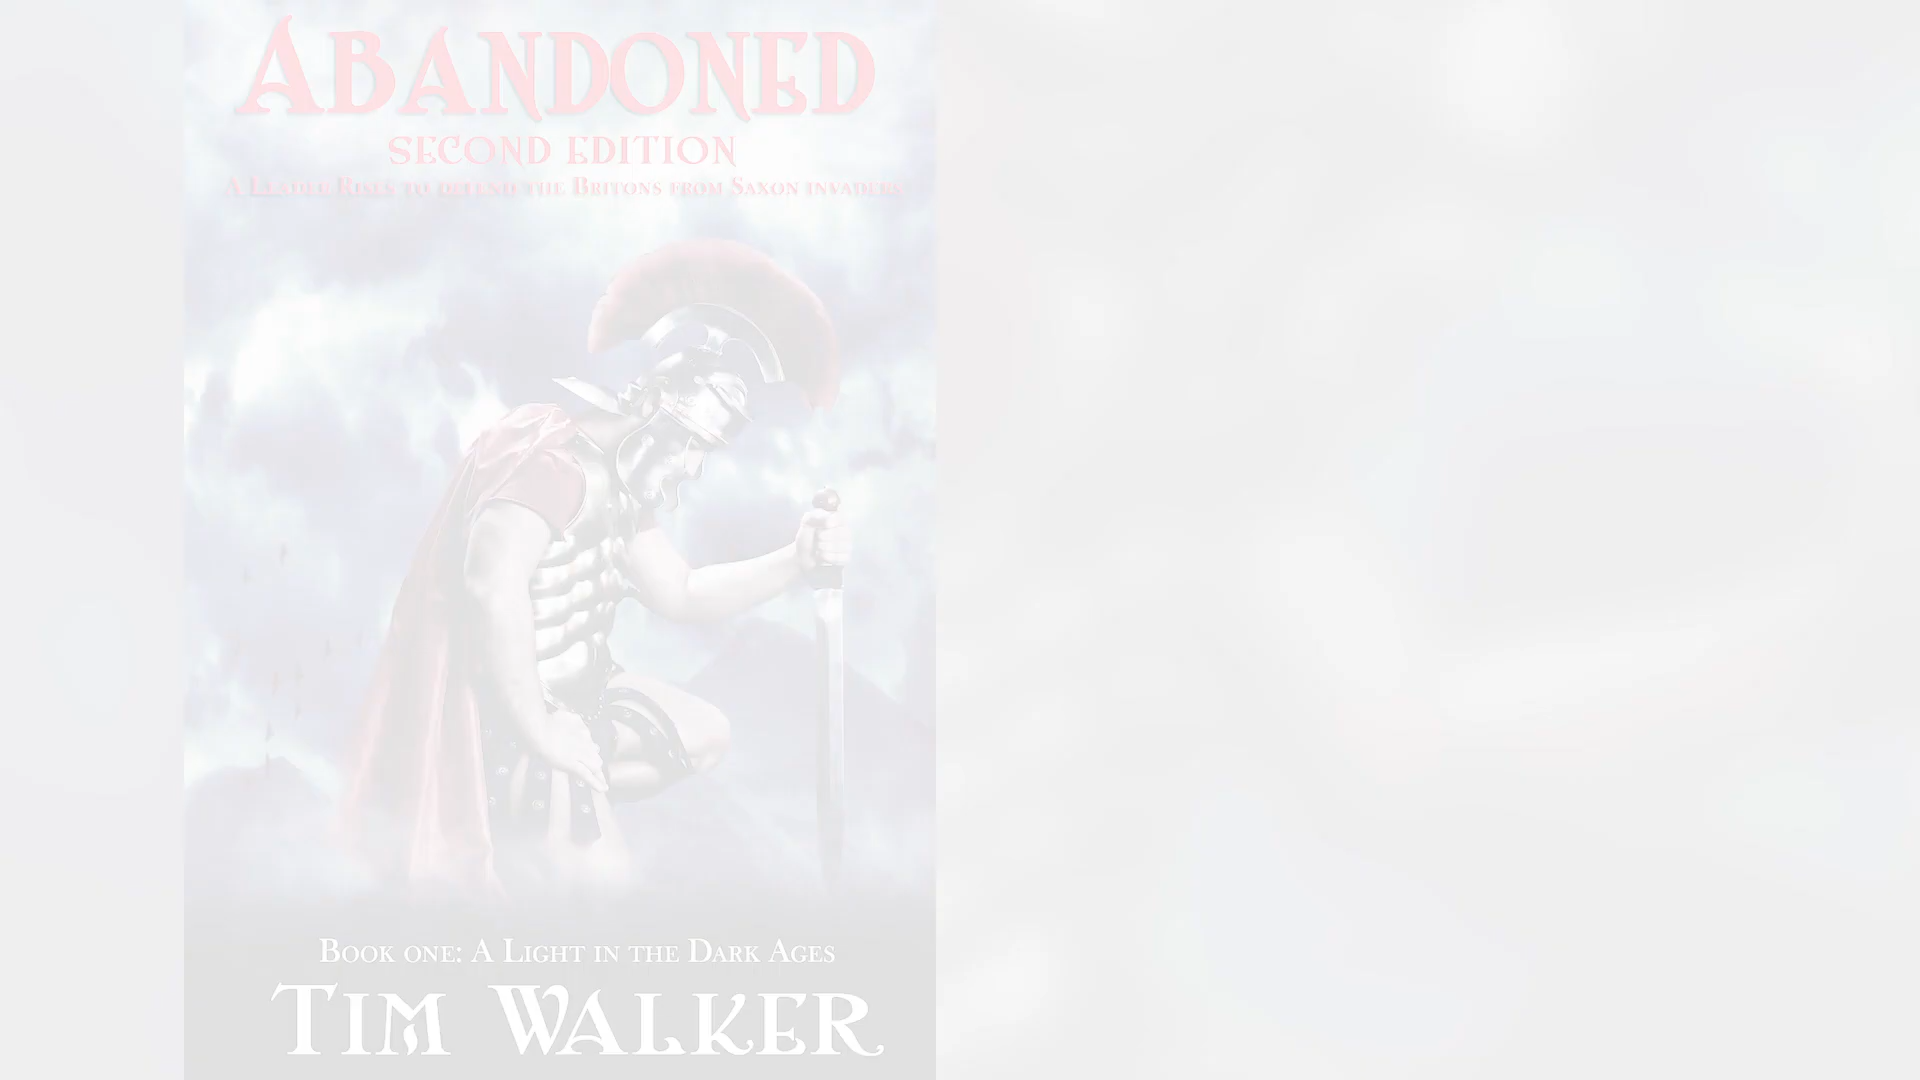 ABANDONED
SECOND EDITION
A LEADER RISES TO DEFEND THE BRITONS FROM SAXON INVADERS
BOOK ONE: A LIGHT IN THE DARK AGES
TIM WALKER